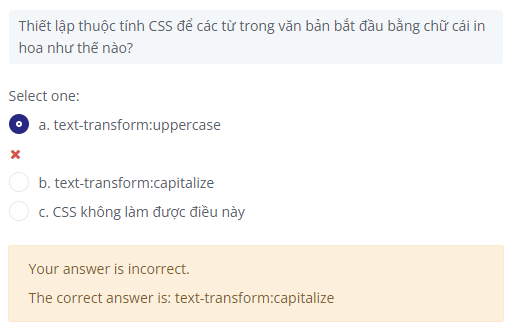 Thiết lập thuộc tính CSS để các từ trong văn bản bắt đầu bằng chữ cái in
hoa như thế nào?
Select one:
a. text-transform:uppercase
b. text-transform:capitalize
c. CSS không làm được điều này
Your answer is incorrect.
The correct answer is: text-transform:capitalize